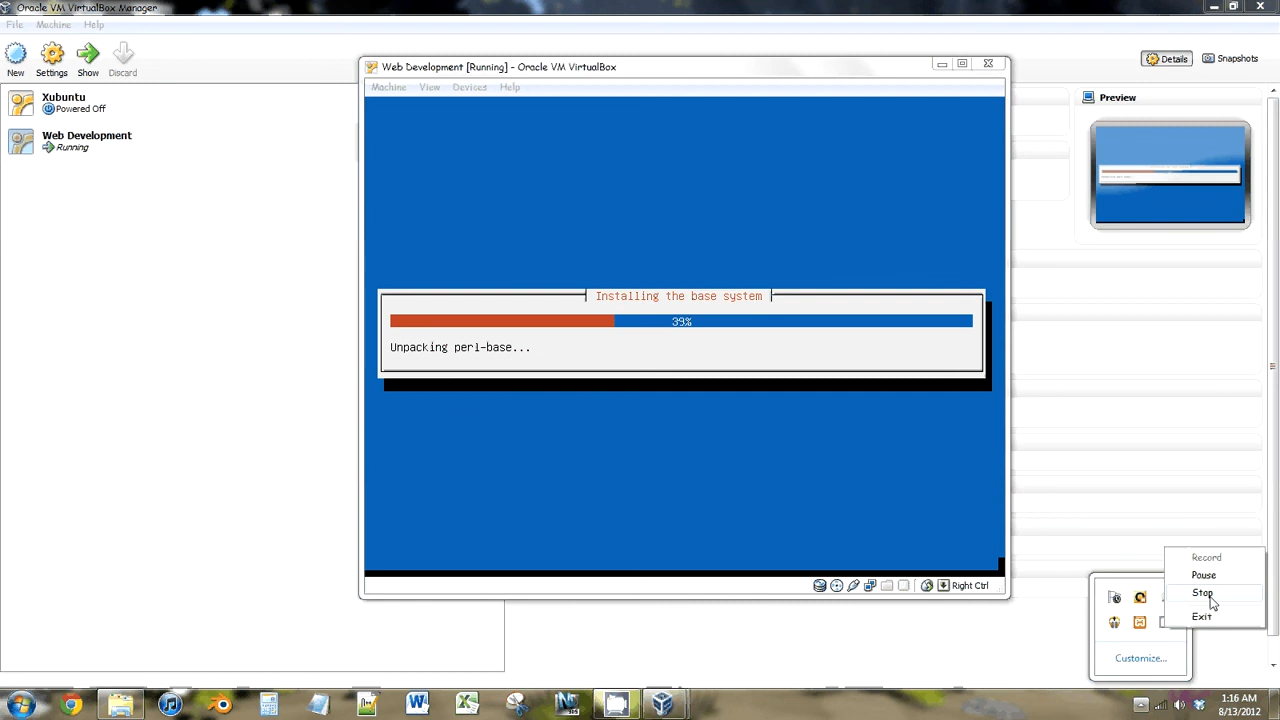 Oracle VM VirtualBox Manager
File Machine Help
New Settings Show Discard
Details Snapshots
Xubuntu
Powered Off
Web Development
Running
Web Development [Running] - Oracle VM VirtualBox
Machine View Devices Help
Installing the base system
39%
Unpacking perl-base...
Right Ctrl
Preview
Record
Pause
Stop
Exit
Customize...
1:16 AM
8/13/2012